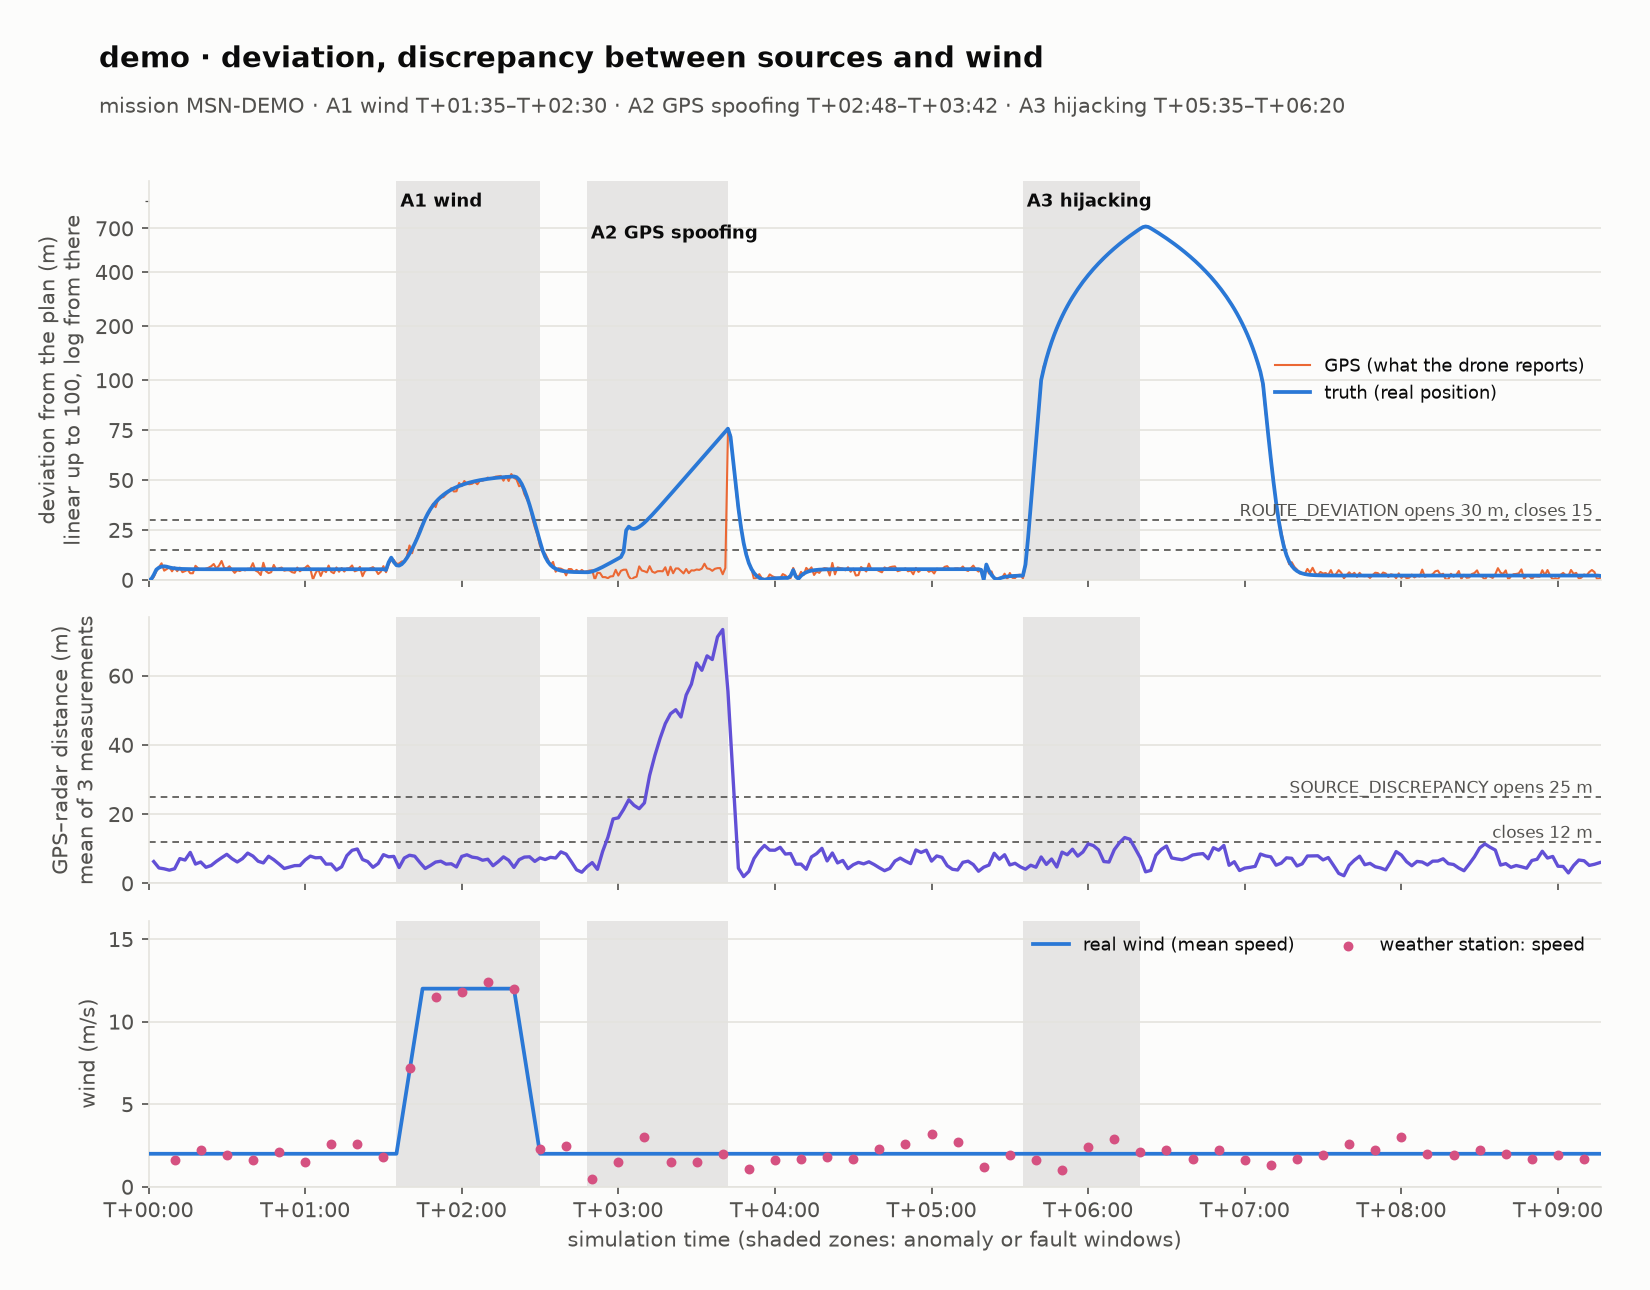 demo · deviation, discrepancy between sources and wind
mission MSN-DEMO · A1 wind T+01:35–T+02:30 · A2 GPS spoofing T+02:48–T+03:42 · A3 hijacking T+05:35–T+06:20
deviation from the plan (m)
linear up to 100, log from there
700
400
200
100
75
50
25
0
A1 wind
A2 GPS spoofing
A3 hijacking
GPS (what the drone reports)
truth (real position)
ROUTE_DEVIATION opens 30 m, closes 15
GPS–radar distance (m)
mean of 3 measurements
60
40
20
0
SOURCE_DISCREPANCY opens 25 m
closes 12 m
wind (m/s)
15
10
5
0
real wind (mean speed)
weather station: speed
T+00:00 T+01:00 T+02:00 T+03:00 T+04:00 T+05:00 T+06:00 T+07:00 T+08:00 T+09:00
simulation time (shaded zones: anomaly or fault windows)